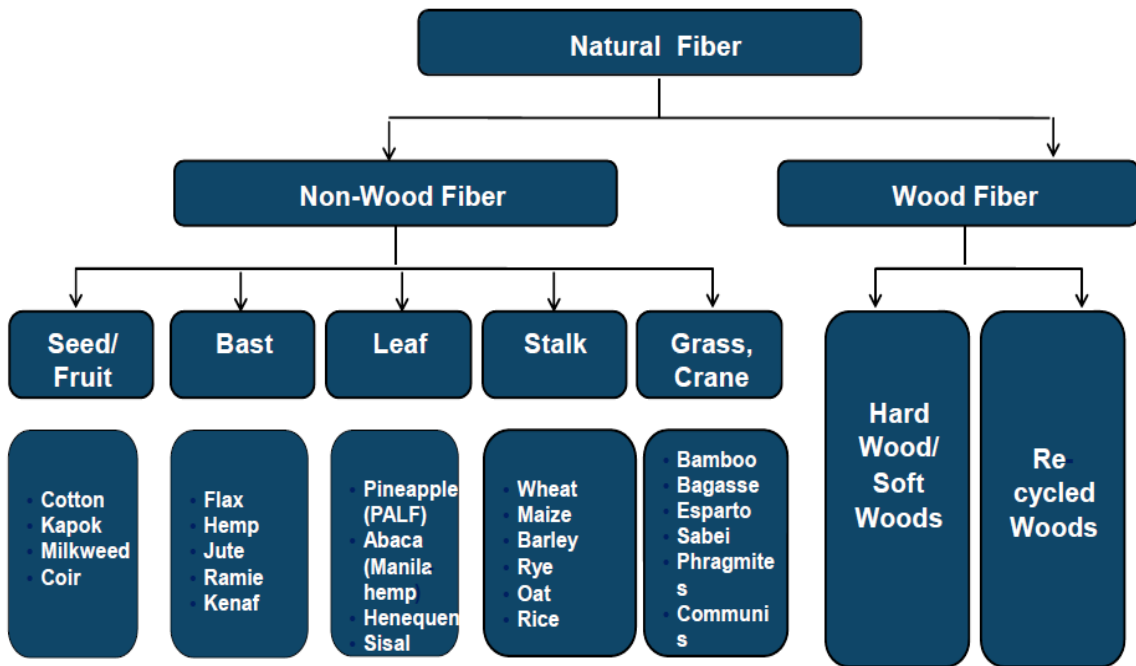 Natural Fiber
Non-Wood Fiber
Wood Fiber
Seed/
Fruit
Bast
Leaf
Stalk
Grass,
Crane
• Cotton
• Kapok
• Milkweed
• Coir
• Flax
• Hemp
• Jute
• Ramie
• Kenaf
• Pineapple
(PALF)
• Abaca
(Manila
hemp)
• Henequen
• Sisal
• Wheat
• Maize
• Barley
• Rye
• Oat
• Rice
• Bamboo
• Bagasse
• Esparto
• Sabei
• Phragmite
s
• Communi
s
Hard
Wood/
Soft
Woods
Re-
cycled
Woods